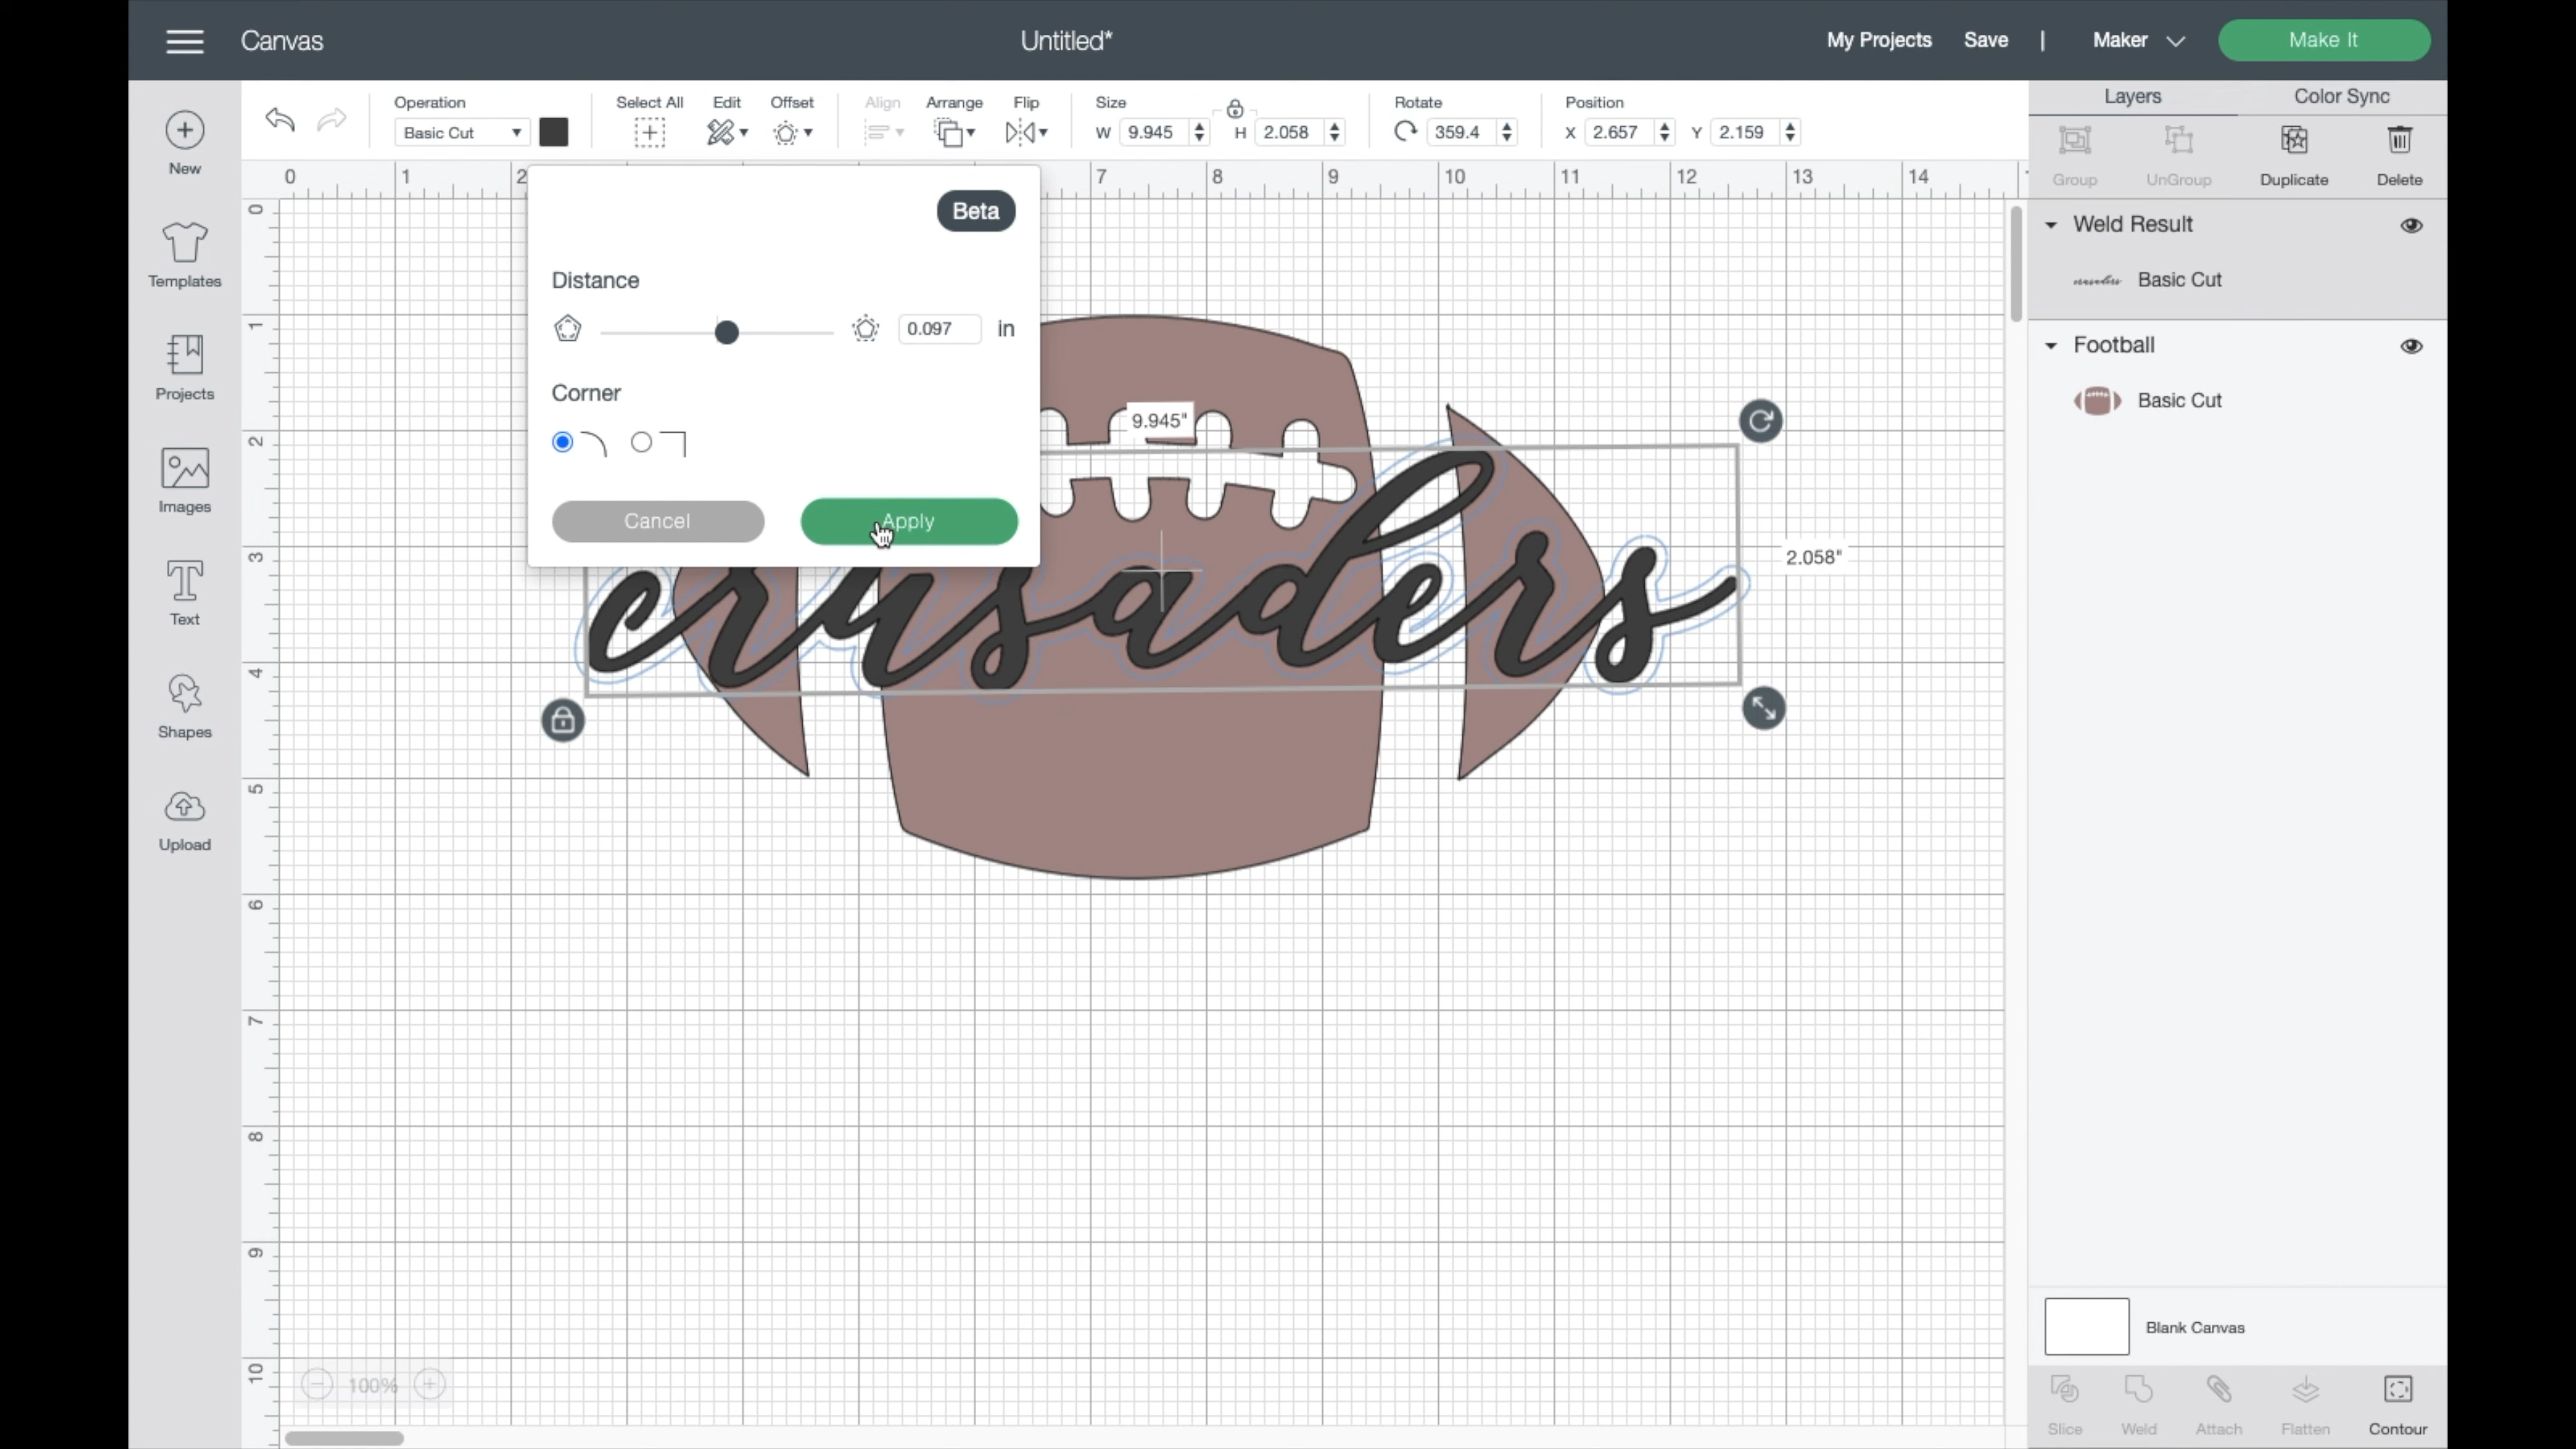 Canvas
Untitled*
My Projects
Save
|
Maker
Make It
Operation
Basic Cut
Select All
Edit
Offset
Align
Arrange
Flip
Size
W 9.945
H 2.058
Rotate
359.4
Position
X 2.657
Y 2.159
Layers
Color Sync
Group
UnGroup
Duplicate
Delete
New
Templates
Projects
Images
Text
Shapes
Upload
0 1 2 7 8 9 10 11 12 13 14
0
1
2
3
4
5
6
7
8
9
10
Beta
Distance
0.097 in
Corner
Cancel
Apply
9.945"
2.058"
crusaders
Weld Result
crusaders
Basic Cut
Football
Basic Cut
100%
Blank Canvas
Slice
Weld
Attach
Flatten
Contour